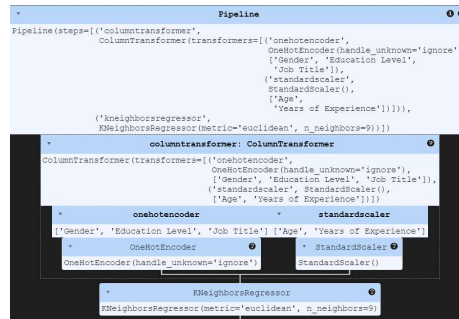 Pipeline
Pipeline(steps=[('columntransformer',
ColumnTransformer(transformers=[('onehotencoder',
OneHotEncoder(handle_unknown='ignore'
['Gender', 'Education Level',
'Job Title']),
('standardscaler',
StandardScaler(),
['Age',
'Years of Experience'])])),
('kneighborsregressor',
KNeighborsRegressor(metric='euclidean', n_neighbors=9))])
columntransformer: ColumnTransformer
ColumnTransformer(transformers=[('onehotencoder',
OneHotEncoder(handle_unknown='ignore'),
['Gender', 'Education Level', 'Job Title']),
('standardscaler', StandardScaler(),
['Age', 'Years of Experience'])])
onehotencoder standardscaler
['Gender', 'Education Level', 'Job Title'] ['Age', 'Years of Experience']
OneHotEncoder ? StandardScaler ?
OneHotEncoder(handle_unknown='ignore') StandardScaler()
KNeighborsRegressor ?
KNeighborsRegressor(metric='euclidean', n_neighbors=9)